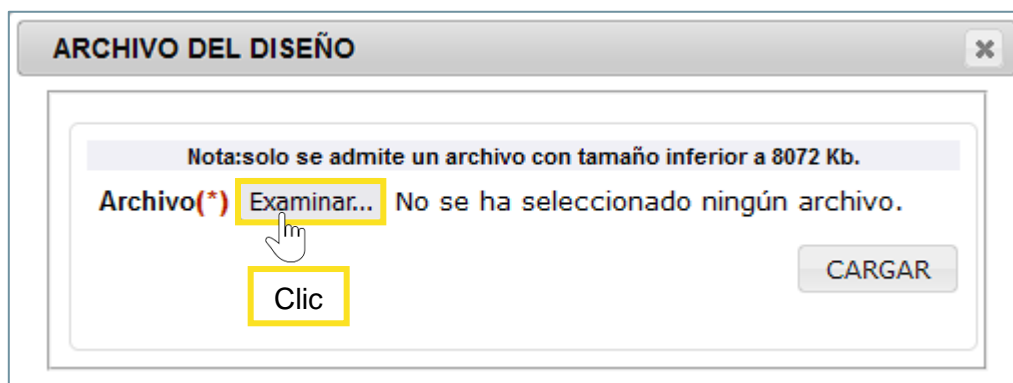 ARCHIVO DEL DISEÑO
Nota:solo se admite un archivo con tamaño inferior a 8072 Kb.
Archivo(*) Examinar... No se ha seleccionado ningún archivo.
CARGAR
Clic